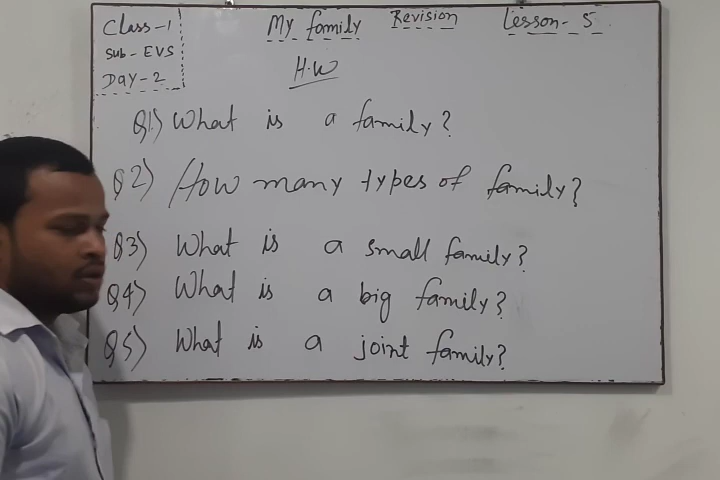 Class-1
Sub-EVS
Day-2
My family Revision Lesson-5
H.W
Q1) What is a family?
Q2) How many types of family?
Q3) What is a small family?
Q4) What is a big family?
Q5) What is a joint family?